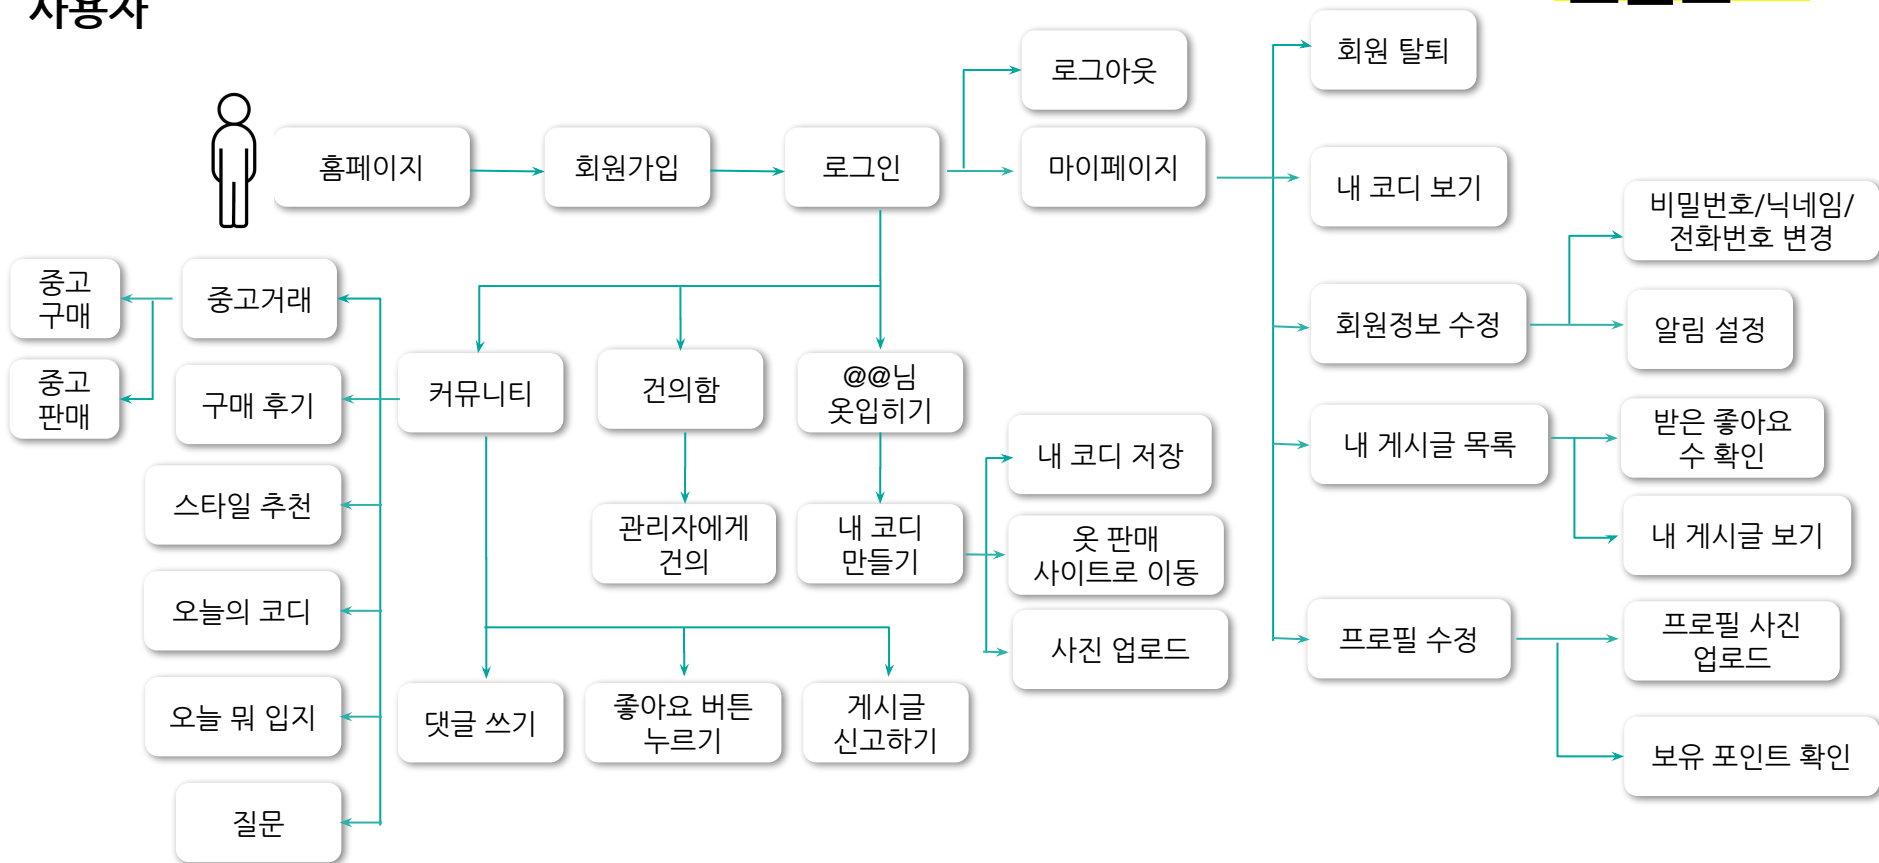 사용자
홈페이지
회원가입
로그인
로그아웃
마이페이지
회원 탈퇴
내 코디 보기
회원정보 수정
비밀번호/닉네임/
전화번호 변경
알림 설정
내 게시글 목록
받은 좋아요
수 확인
내 게시글 보기
프로필 수정
프로필 사진
업로드
보유 포인트 확인
커뮤니티
건의함
@@님
옷입히기
관리자에게
건의
내 코디
만들기
내 코디 저장
옷 판매
사이트로 이동
사진 업로드
중고거래
중고
구매
중고
판매
구매 후기
스타일 추천
오늘의 코디
오늘 뭐 입지
질문
댓글 쓰기
좋아요 버튼
누르기
게시글
신고하기